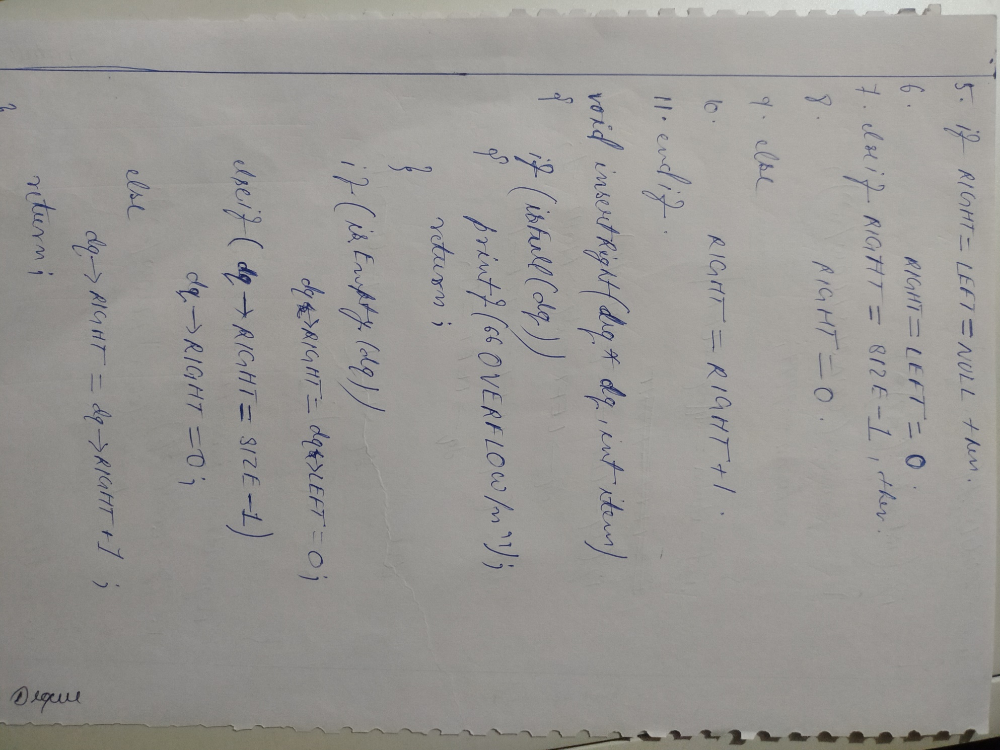 5. if RIGHT = LEFT = NULL then.
6. RIGHT = LEFT = 0.
7. elseif RIGHT = SIZE-1, then.
8. RIGHT = 0.
9. else
10. RIGHT = RIGHT + 1.
11. endif.
void insertRight(dq * dq, int item)
{
if (isFull(dq))
{
printf("OVERFLOW/n");
return;
}
if (isEmpty(dq))
dq->RIGHT = dq->LEFT = 0;
elseif (dq->RIGHT = SIZE-1)
dq->RIGHT = 0;
else
dq->RIGHT = dq->RIGHT+1;
return;
}
Deque